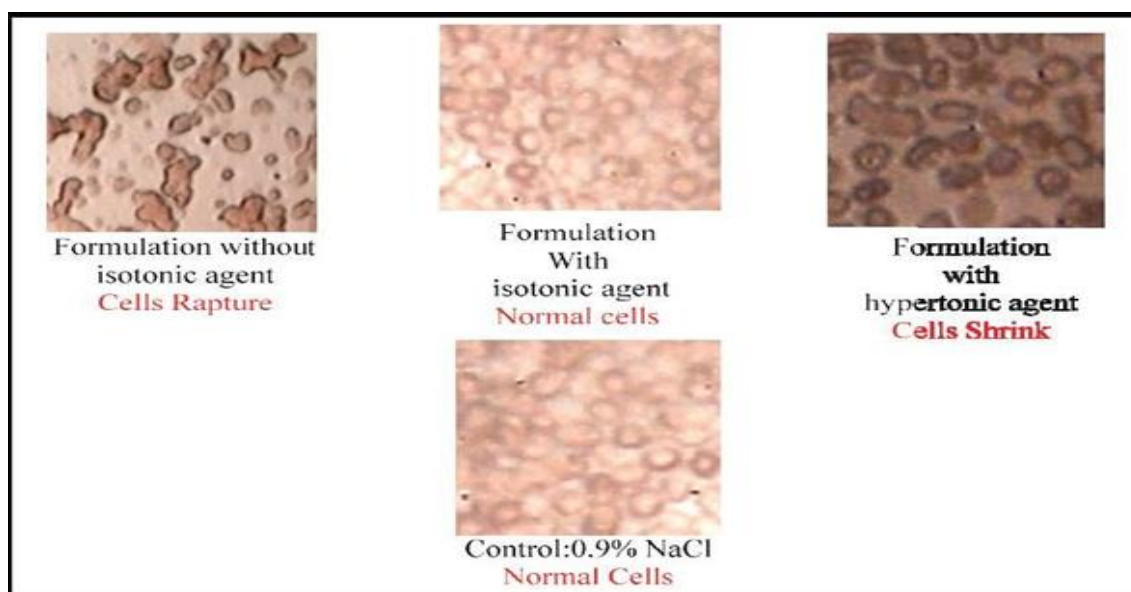 Formulation without
isotonic agent
Cells Rapture
Formulation
With
isotonic agent
Normal cells
Formulation
with
hypertonic agent
Cells Shrink
Control:0.9% NaCl
Normal Cells